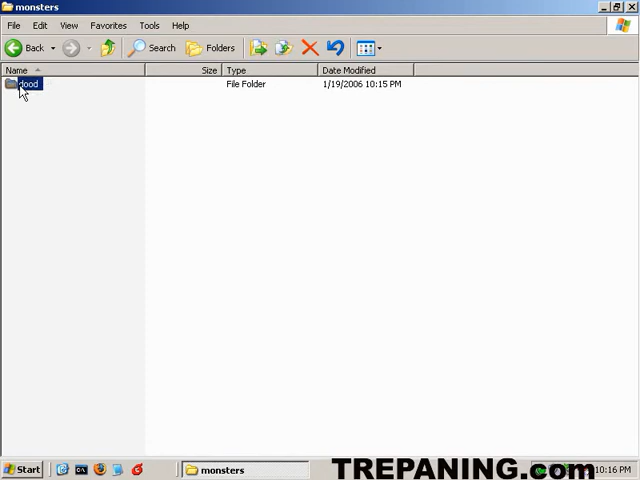 monsters
File Edit View Favorites Tools Help
Back Search Folders
Name Size Type Date Modified
dood File Folder 1/19/2006 10:15 PM
Start monsters TREPANING.com 10:16 PM